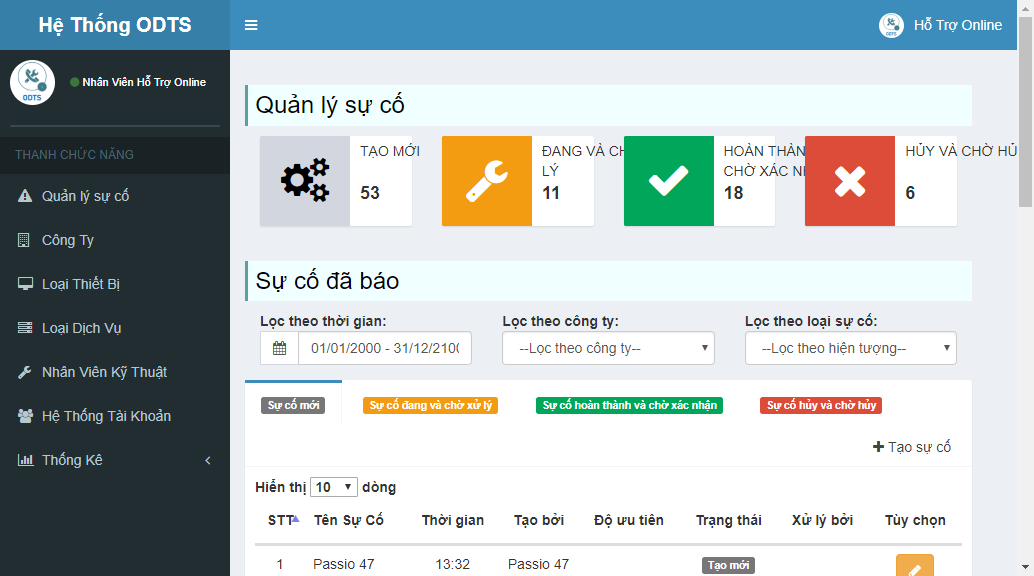 Hệ Thống ODTS
Hỗ Trợ Online
ODTS
Nhân Viên Hỗ Trợ Online
ODTS
THANH CHỨC NĂNG
Quản lý sự cố
Công Ty
Loại Thiết Bị
Loại Dịch Vụ
Nhân Viên Kỹ Thuật
Hệ Thống Tài Khoản
Thống Kê
Quản lý sự cố
TẠO MỚI
53
ĐANG VÀ CH
LÝ
11
HOÀN THÀN
CHỜ XÁC NH
18
HỦY VÀ CHỜ HỦ
6
Sự cố đã báo
Lọc theo thời gian:
Lọc theo công ty:
Lọc theo loại sự cố:
01/01/2000 - 31/12/2100
--Lọc theo công ty--
--Lọc theo hiện tượng--
Sự cố mới
Sự cố đang và chờ xử lý
Sự cố hoàn thành và chờ xác nhận
Sự cố hủy và chờ hủy
Tạo sự cố
Hiển thị 10 dòng
STT Tên Sự Cố Thời gian Tạo bởi Độ ưu tiên Trạng thái Xử lý bởi Tùy chọn
1 Passio 47 13:32 Passio 47 Tạo mới